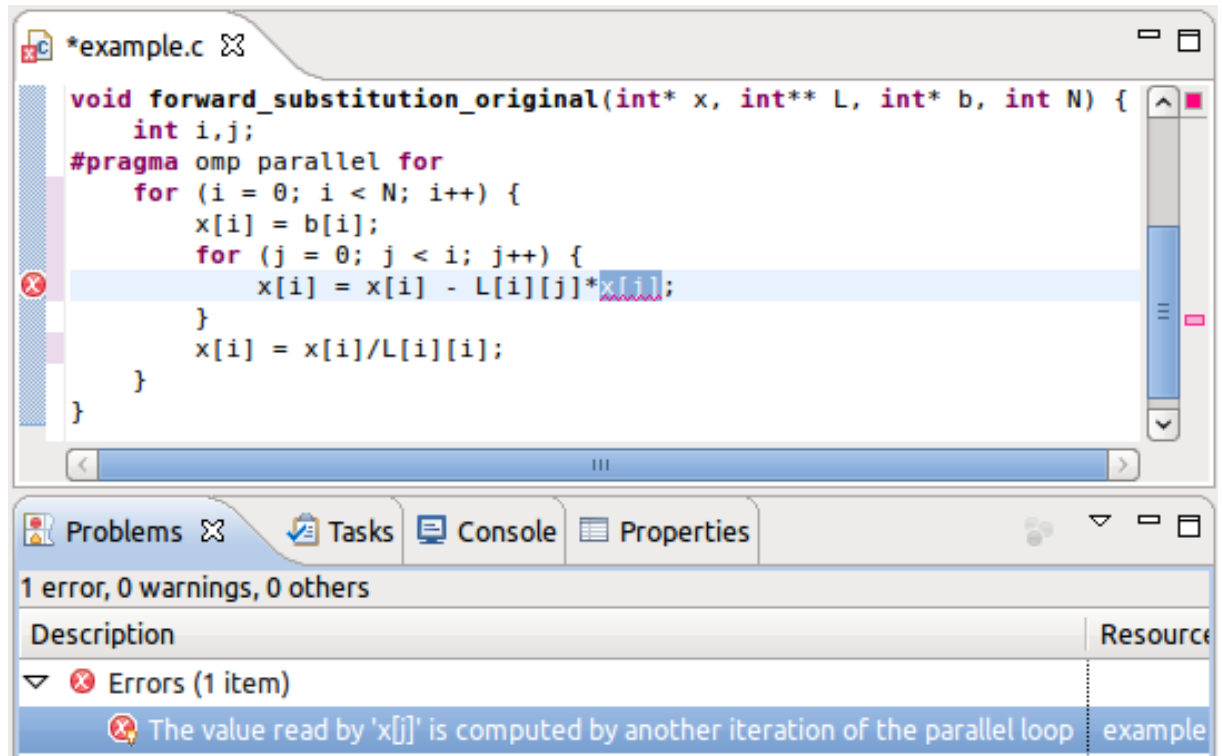 *example.c
void forward_substitution_original(int* x, int** L, int* b, int N) {
    int i,j;
#pragma omp parallel for
    for (i = 0; i < N; i++) {
        x[i] = b[i];
        for (j = 0; j < i; j++) {
            x[i] = x[i] - L[i][j]*x[j];
        }
        x[i] = x[i]/L[i][i];
    }
}
Problems Tasks Console Properties
1 error, 0 warnings, 0 others
Description Resource
Errors (1 item)
The value read by 'x[j]' is computed by another iteration of the parallel loop example